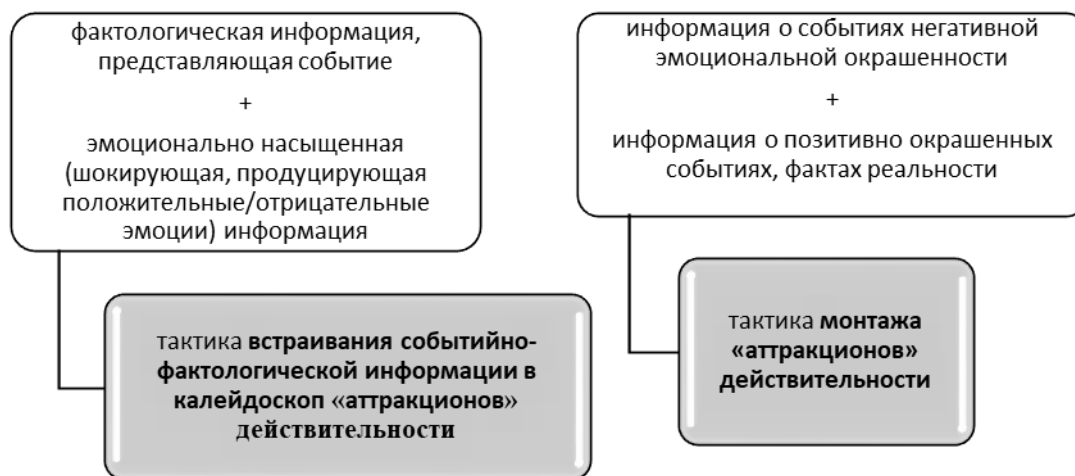 фактологическая информация,
представляющая событие
+
эмоционально насыщенная
(шокирующая, продуцирующая
положительные/отрицательные
эмоции) информация
тактика встраивания событийно-
фактологической информации в
калейдоскоп «аттракционов»
действительности
информация о событиях негативной
эмоциональной окрашенности
+
информация о позитивно окрашенных
событиях, фактах реальности
тактика монтажа
«аттракционов»
действительности